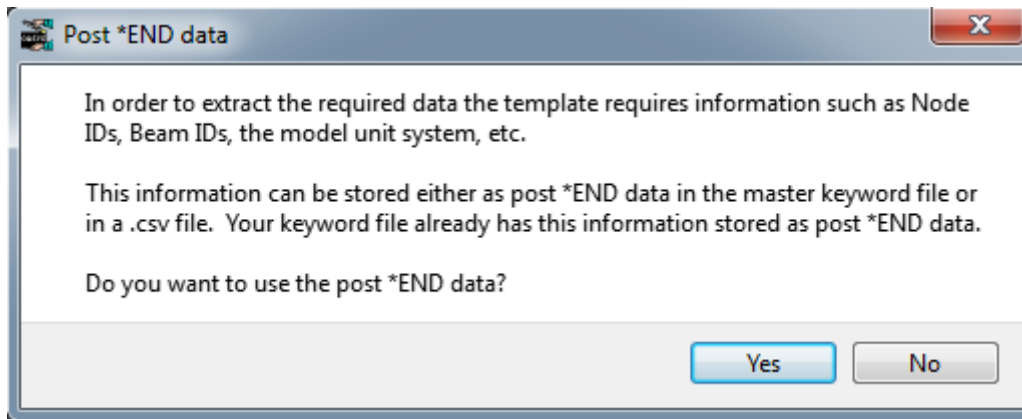 Post *END data
In order to extract the required data the template requires information such as Node
IDs, Beam IDs, the model unit system, etc.
This information can be stored either as post *END data in the master keyword file or
in a .csv file.  Your keyword file already has this information stored as post *END data.
Do you want to use the post *END data?
Yes No